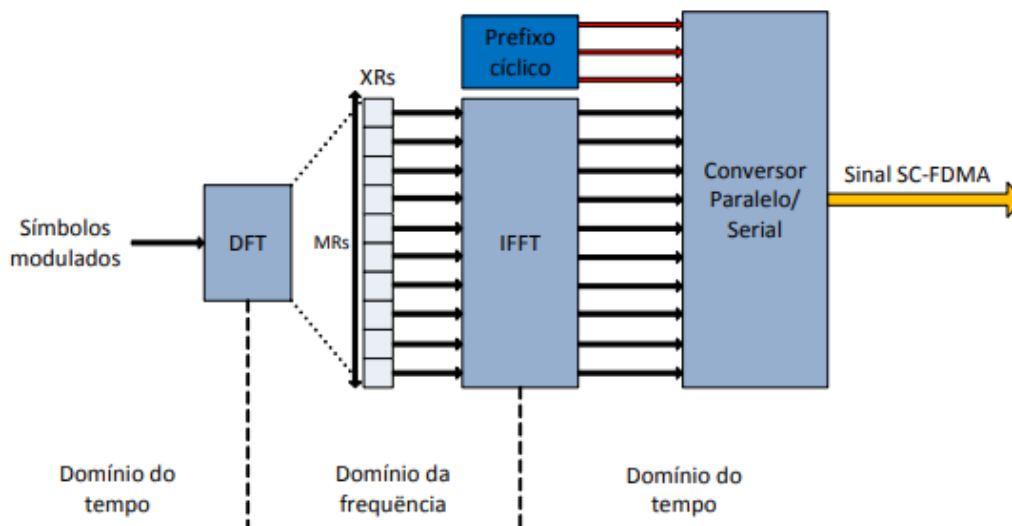 Prefixo
cíclico
XRs
Símbolos
modulados
DFT
MRs
IFFT
Conversor
Paralelo/
Serial
Sinal SC-FDMA
Domínio do
tempo
Domínio da
freqüência
Domínio do
tempo